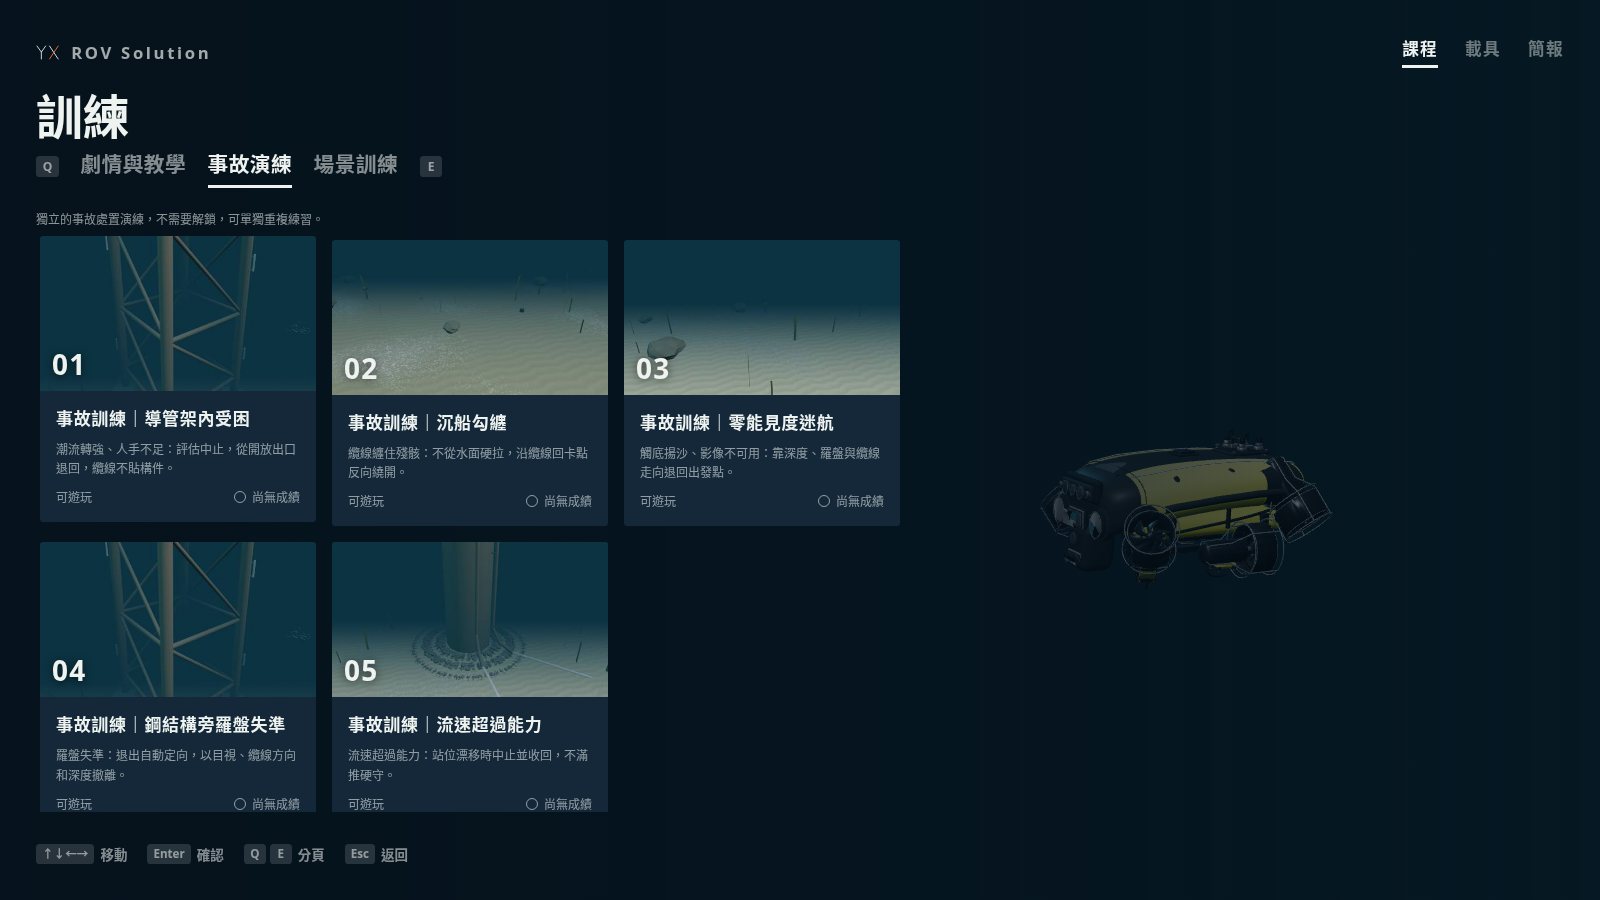 YX ROV Solution
課程 載具 簡報
訓練
Q 劇情與教學 事故演練 場景訓練 E
獨立的事故處置演練，不需要解鎖，可單獨重複練習。
01
事故訓練｜導管架內受困
潮流轉強、人手不足：評估中止，從開放出口
退回，纜線不貼構件。
可遊玩 尚無成績
02
事故訓練｜沉船勾纏
纜線纏住殘骸：不從水面硬拉，沿纜線回卡點
反向繞開。
可遊玩 尚無成績
03
事故訓練｜零能見度迷航
觸底揚沙、影像不可用：靠深度、羅盤與纜線
走向退回出發點。
可遊玩 尚無成績
04
事故訓練｜鋼結構旁羅盤失準
羅盤失準：退出自動定向，以目視、纜線方向
和深度撤離。
可遊玩 尚無成績
05
事故訓練｜流速超過能力
流速超過能力：站位漂移時中止並收回，不滿
推硬守。
可遊玩 尚無成績
↑↓←→ 移動 Enter 確認 Q E 分頁 Esc 返回